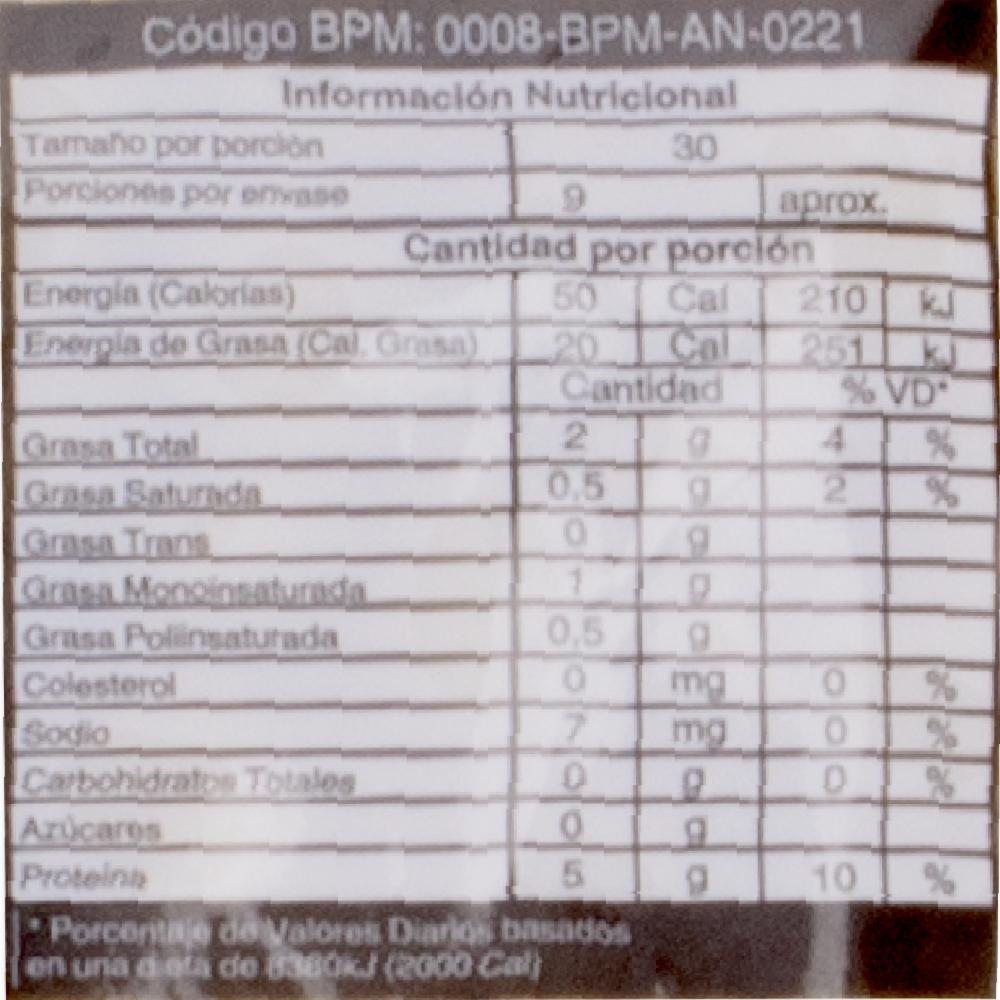 Código BPM: 0008-BPM-AN-0221
Información Nutricional
Tamaño por porción 30
Porciones por envase 9 aprox.
Cantidad por porción
Energía (Calorías) 50 Cal 210 kJ
Energía de Grasa (Cal. Grasa) 20 Cal 251 kJ
Cantidad % VD*
Grasa Total 2 g 4 %
Grasa Saturada 0,5 g 2 %
Grasa Trans 0 g
Grasa Monoinsaturada 1 g
Grasa Poliinsaturada 0,5 g
Colesterol 0 mg 0 %
Sodio 7 mg 0 %
Carbohidratos Totales 0 g 0 %
Azúcares 0 g
Proteína 5 g 10 %
* Porcentaje de Valores Diarios basados
en una dieta de 8380kJ (2000 Cal)